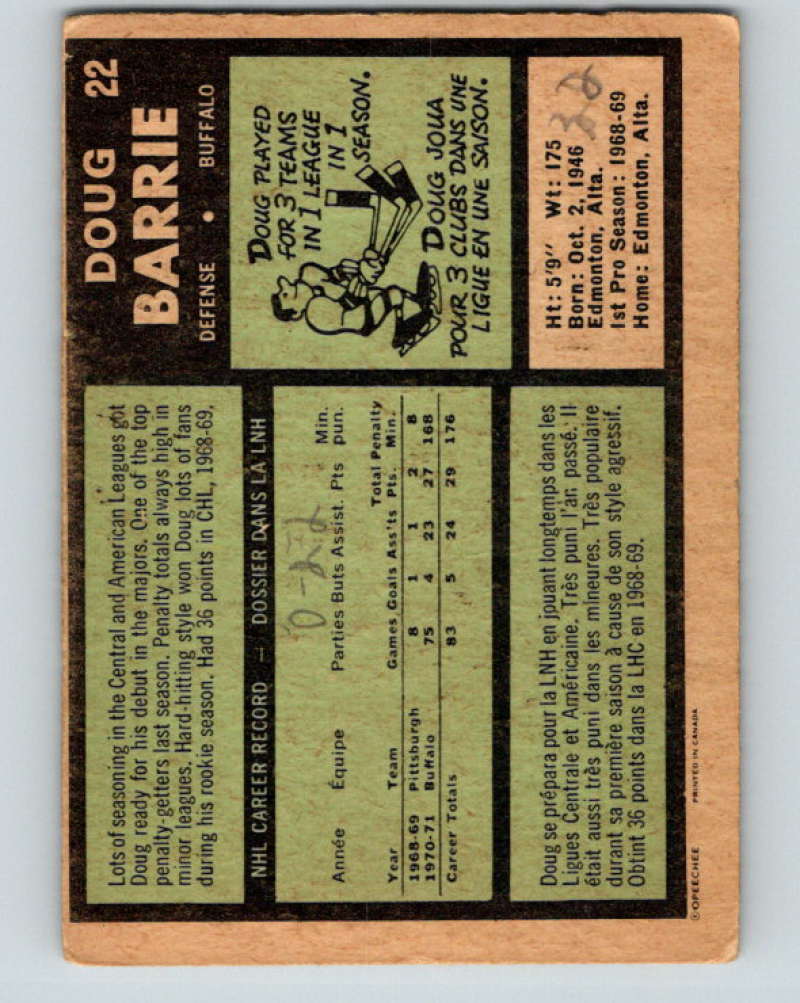 DOUG 22
BARRIE
DEFENSE • BUFFALO
DOUG PLAYED
FOR 3 TEAMS
IN 1 LEAGUE
IN 1
SEASON.
DOUG JOUA
POUR 3 CLUBS DANS UNE
LIGUE EN UNE SAISON.
Ht: 5'9" Wt: 175
Born: Oct. 2, 1946
Edmonton, Alta.
1st Pro Season: 1968-69
Home: Edmonton, Alta.
Lots of seasoning in the Central and American Leagues got
Doug ready for his debut in the majors. One of the top
penalty-getters last season. Penalty totals always high in
minor leagues. Hard-hitting style won Doug lots of fans
during his rookie season. Had 36 points in CHL, 1968-69.
NHL CAREER RECORD — DOSSIER DANS LA LNH
Min.
Année Équipe Parties Buts Assist. Pts pun.
Total Penalty
Year Team Games Goals Ass'ts Pts. Min.
1968-69 Pittsburgh 8 1 1 2 8
1970-71 Buffalo 75 4 23 27 168
Career Totals 83 5 24 29 176
Doug se prépara pour la LNH en jouant longtemps dans les
Ligues Centrale et Américaine. Très puni l'an passé. Il
était aussi très puni dans les mineures. Très populaire
durant sa première saison à cause de son style agressif.
Obtint 36 points dans la LHC en 1968-69.
©OPEECHEE PRINTED IN CANADA